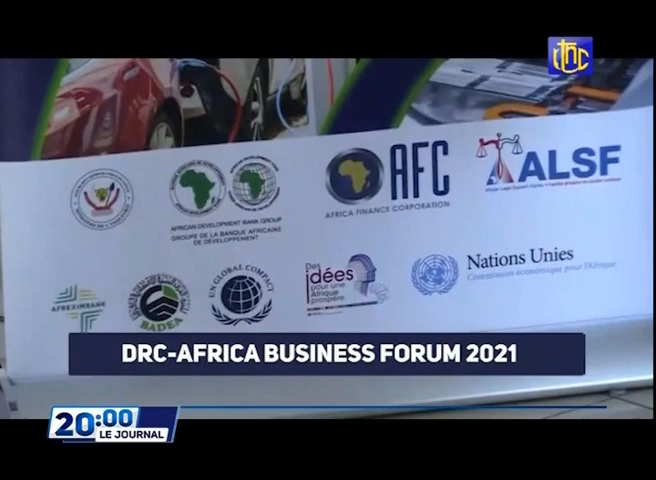 rtnc
AFC
AFRICA FINANCE CORPORATION
ALSF
AFRICAN DEVELOPMENT BANK GROUP
GROUPE DE LA BANQUE AFRICAINE
DE DÉVELOPPEMENT
AFREXIMBANK
BADEA
UN GLOBAL COMPACT
Des
Idées
pour une
Afrique
prospère
Nations Unies
Commission économique pour l'Afrique
DRC-AFRICA BUSINESS FORUM 2021
20:00
LE JOURNAL